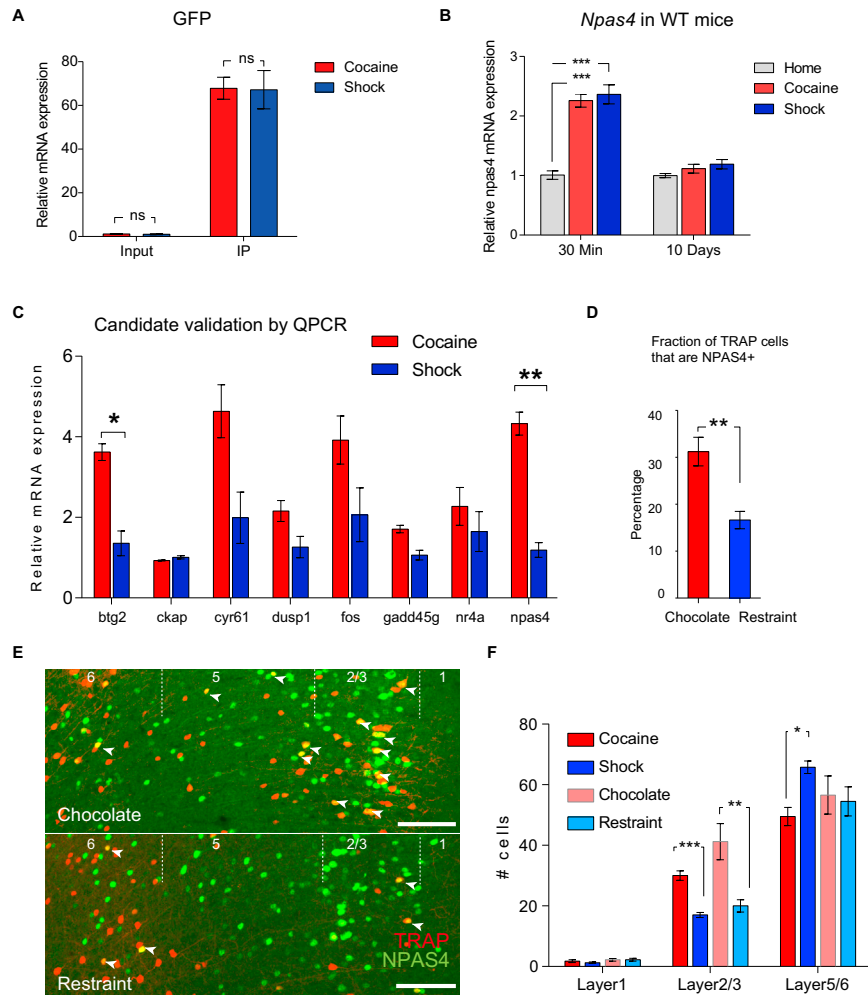 A
GFP
Relative mRNA expression
80
60
40
20
0
ns
ns
Input
IP
Cocaine
Shock
B
Npas4 in WT mice
Relative npas4 mRNA expression
3
2
1
0
***
***
30 Min
10 Days
Home
Cocaine
Shock
C
Candidate validation by QPCR
Cocaine
Shock
Relative mRNA expression
6
4
2
0
*
**
btg2
ckap
cyr61
dusp1
fos
gadd45g
nr4a
npas4
D
Fraction of TRAP cells
that are NPAS4+
Percentage
40
30
20
10
0
**
Chocolate
Restraint
E
6
5
2/3
1
Chocolate
6
5
2/3
1
TRAP
NPAS4
Restraint
F
Cocaine
Shock
Chocolate
Restraint
# cells
80
60
40
20
0
***
**
*
Layer1
Layer2/3
Layer5/6